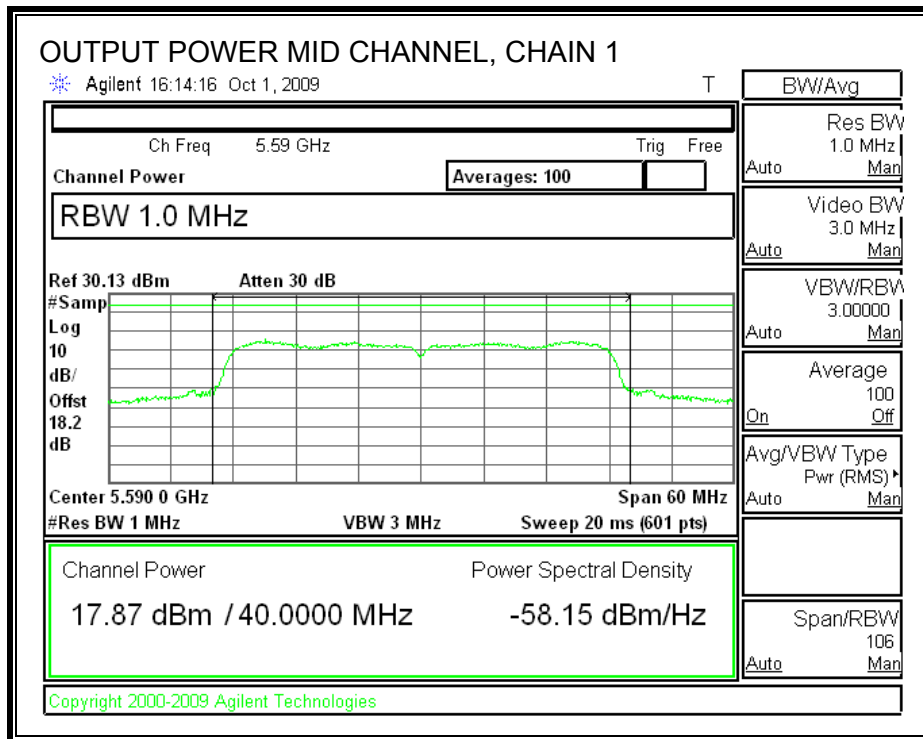 OUTPUT POWER MID CHANNEL, CHAIN 1
Agilent 16:14:16 Oct 1, 2009 T
Ch Freq 5.59 GHz Trig Free
Channel Power Averages: 100
RBW 1.0 MHz
Ref 30.13 dBm Atten 30 dB
#Samp
Log
10
dB/
Offst
18.2
dB
Center 5.590 0 GHz Span 60 MHz
#Res BW 1 MHz VBW 3 MHz Sweep 20 ms (601 pts)
Channel Power Power Spectral Density
17.87 dBm / 40.0000 MHz -58.15 dBm/Hz
Copyright 2000-2009 Agilent Technologies
BW/Avg
Res BW
1.0 MHz
Auto Man
Video BW
3.0 MHz
Auto Man
VBW/RBW
3.00000
Auto Man
Average
100
On Off
Avg/VBW Type
Pwr (RMS)
Auto Man
Span/RBW
106
Auto Man